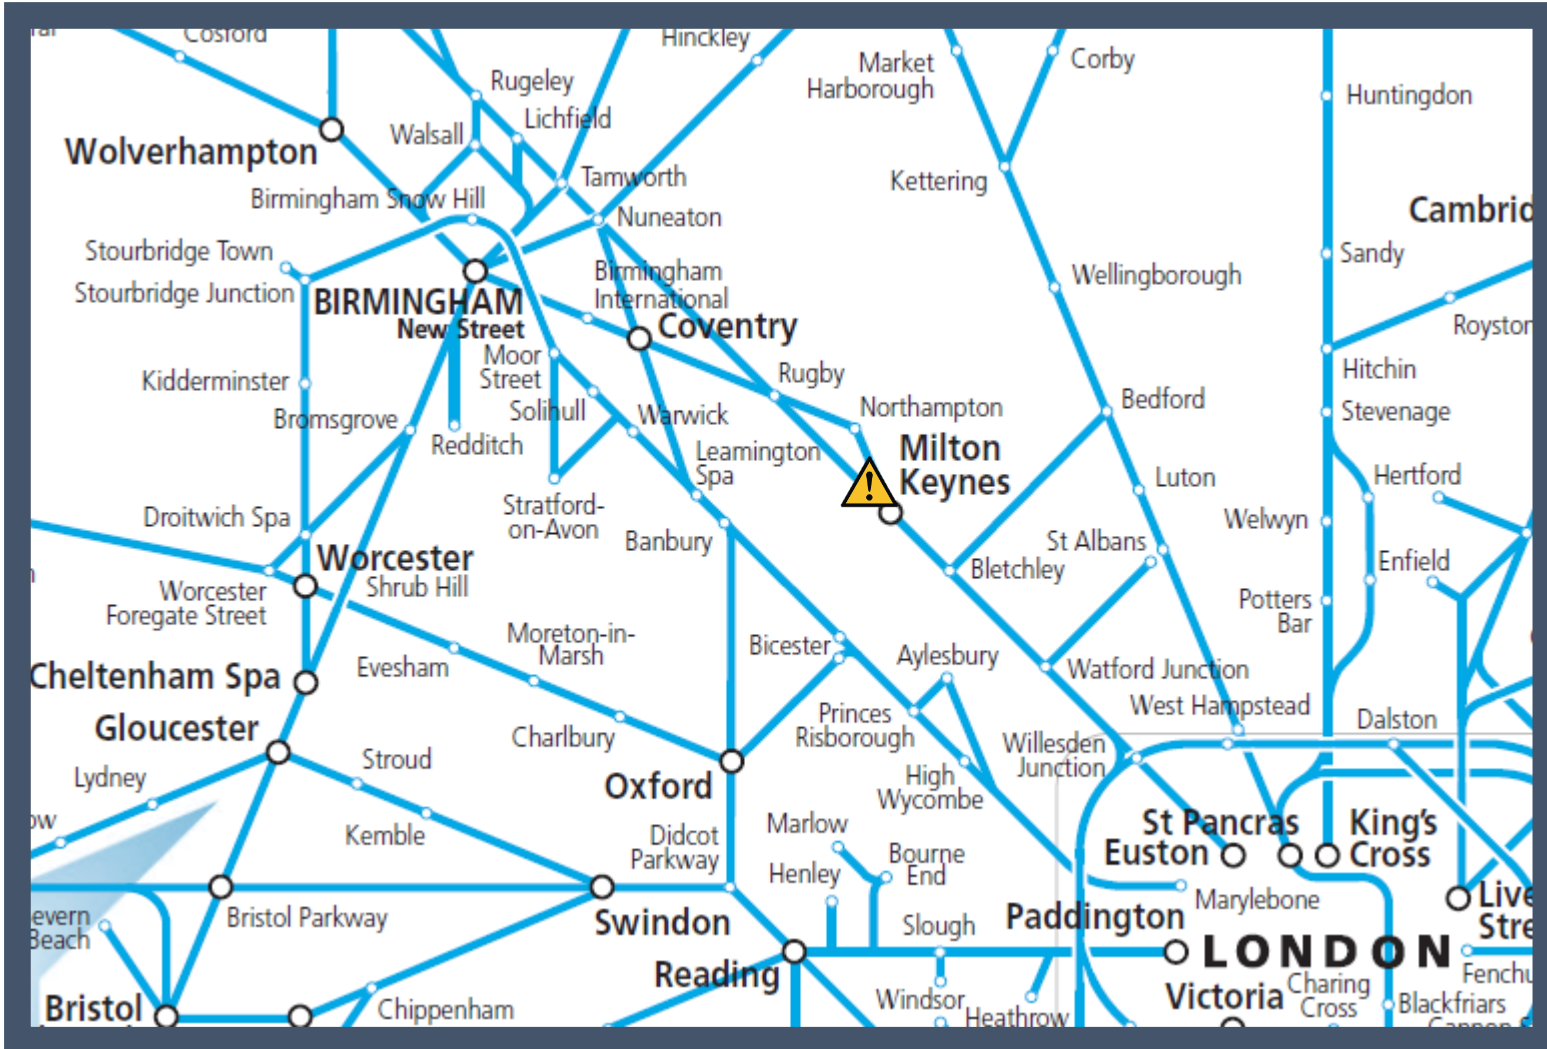 Cosford
Hinckley
Market
Harborough
Corby
Rugeley
Huntingdon
Walsall
Lichfield
Wolverhampton
Tamworth
Kettering
Birmingham Snow Hill
Nuneaton
Stourbridge Town
Sandy
Stourbridge Junction
Birmingham
International
Wellingborough
BIRMINGHAM
New Street
Coventry
Royston
Moor
Street
Kidderminster
Rugby
Hitchin
Bedford
Bromsgrove
Solihull
Warwick
Northampton
Stevenage
Redditch
Milton
Keynes
Leamington
Spa
Luton
Hertford
Stratford-
on-Avon
Droitwich Spa
Banbury
Welwyn
St Albans
Enfield
Worcester
Shrub Hill
Bletchley
Worcester
Foregate Street
Potters
Bar
Moreton-in-
Marsh
Bicester
Aylesbury
Evesham
Watford Junction
Cheltenham Spa
West Hampstead
Princes
Risborough
Dalston
Gloucester
Charlbury
Willesden
Junction
Stroud
High
Wycombe
Lydney
Oxford
Kemble
Didcot
Parkway
Marlow
St Pancras
King's
Cross
Euston
Bourne
End
Henley
Marylebone
Bristol Parkway
Swindon
Slough
Paddington
LONDON
Beach
Reading
Victoria
Charing
Cross
Blackfriars
Windsor
Heathrow
Bristol
Chippenham